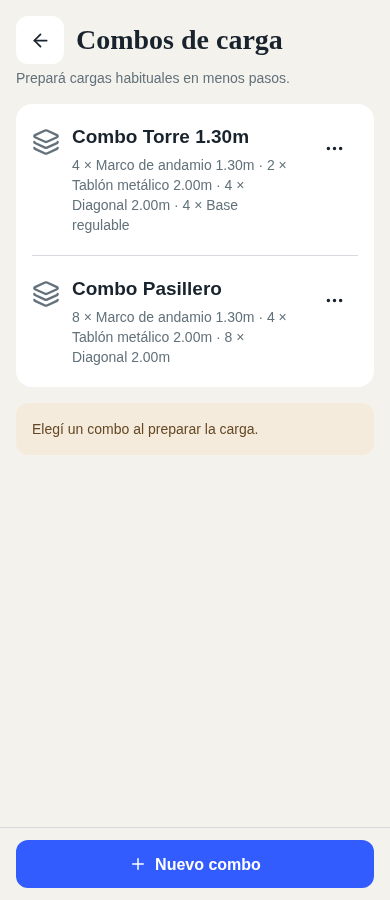 Combos de carga
Prepará cargas habituales en menos pasos.
Combo Torre 1.30m
4 × Marco de andamio 1.30m · 2 ×
Tablón metálico 2.00m · 4 ×
Diagonal 2.00m · 4 × Base
regulable
Combo Pasillero
8 × Marco de andamio 1.30m · 4 ×
Tablón metálico 2.00m · 8 ×
Diagonal 2.00m
Elegí un combo al preparar la carga.
Nuevo combo